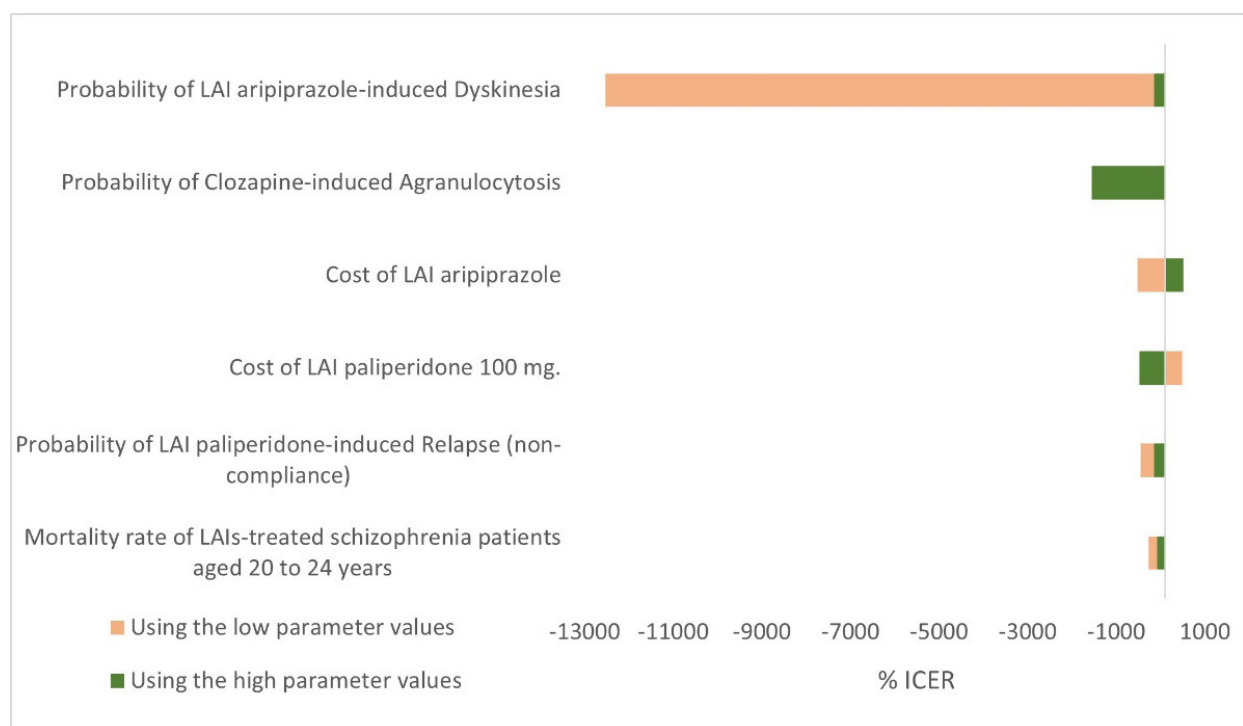 Probability of LAI aripiprazole-induced Dyskinesia
Probability of Clozapine-induced Agranulocytosis
Cost of LAI aripiprazole
Cost of LAI paliperidone 100 mg.
Probability of LAI paliperidone-induced Relapse (non-
compliance)
Mortality rate of LAIs-treated schizophrenia patients
aged 20 to 24 years
Using the low parameter values
-13000 -11000 -9000 -7000 -5000 -3000 -1000 1000
Using the high parameter values
% ICER